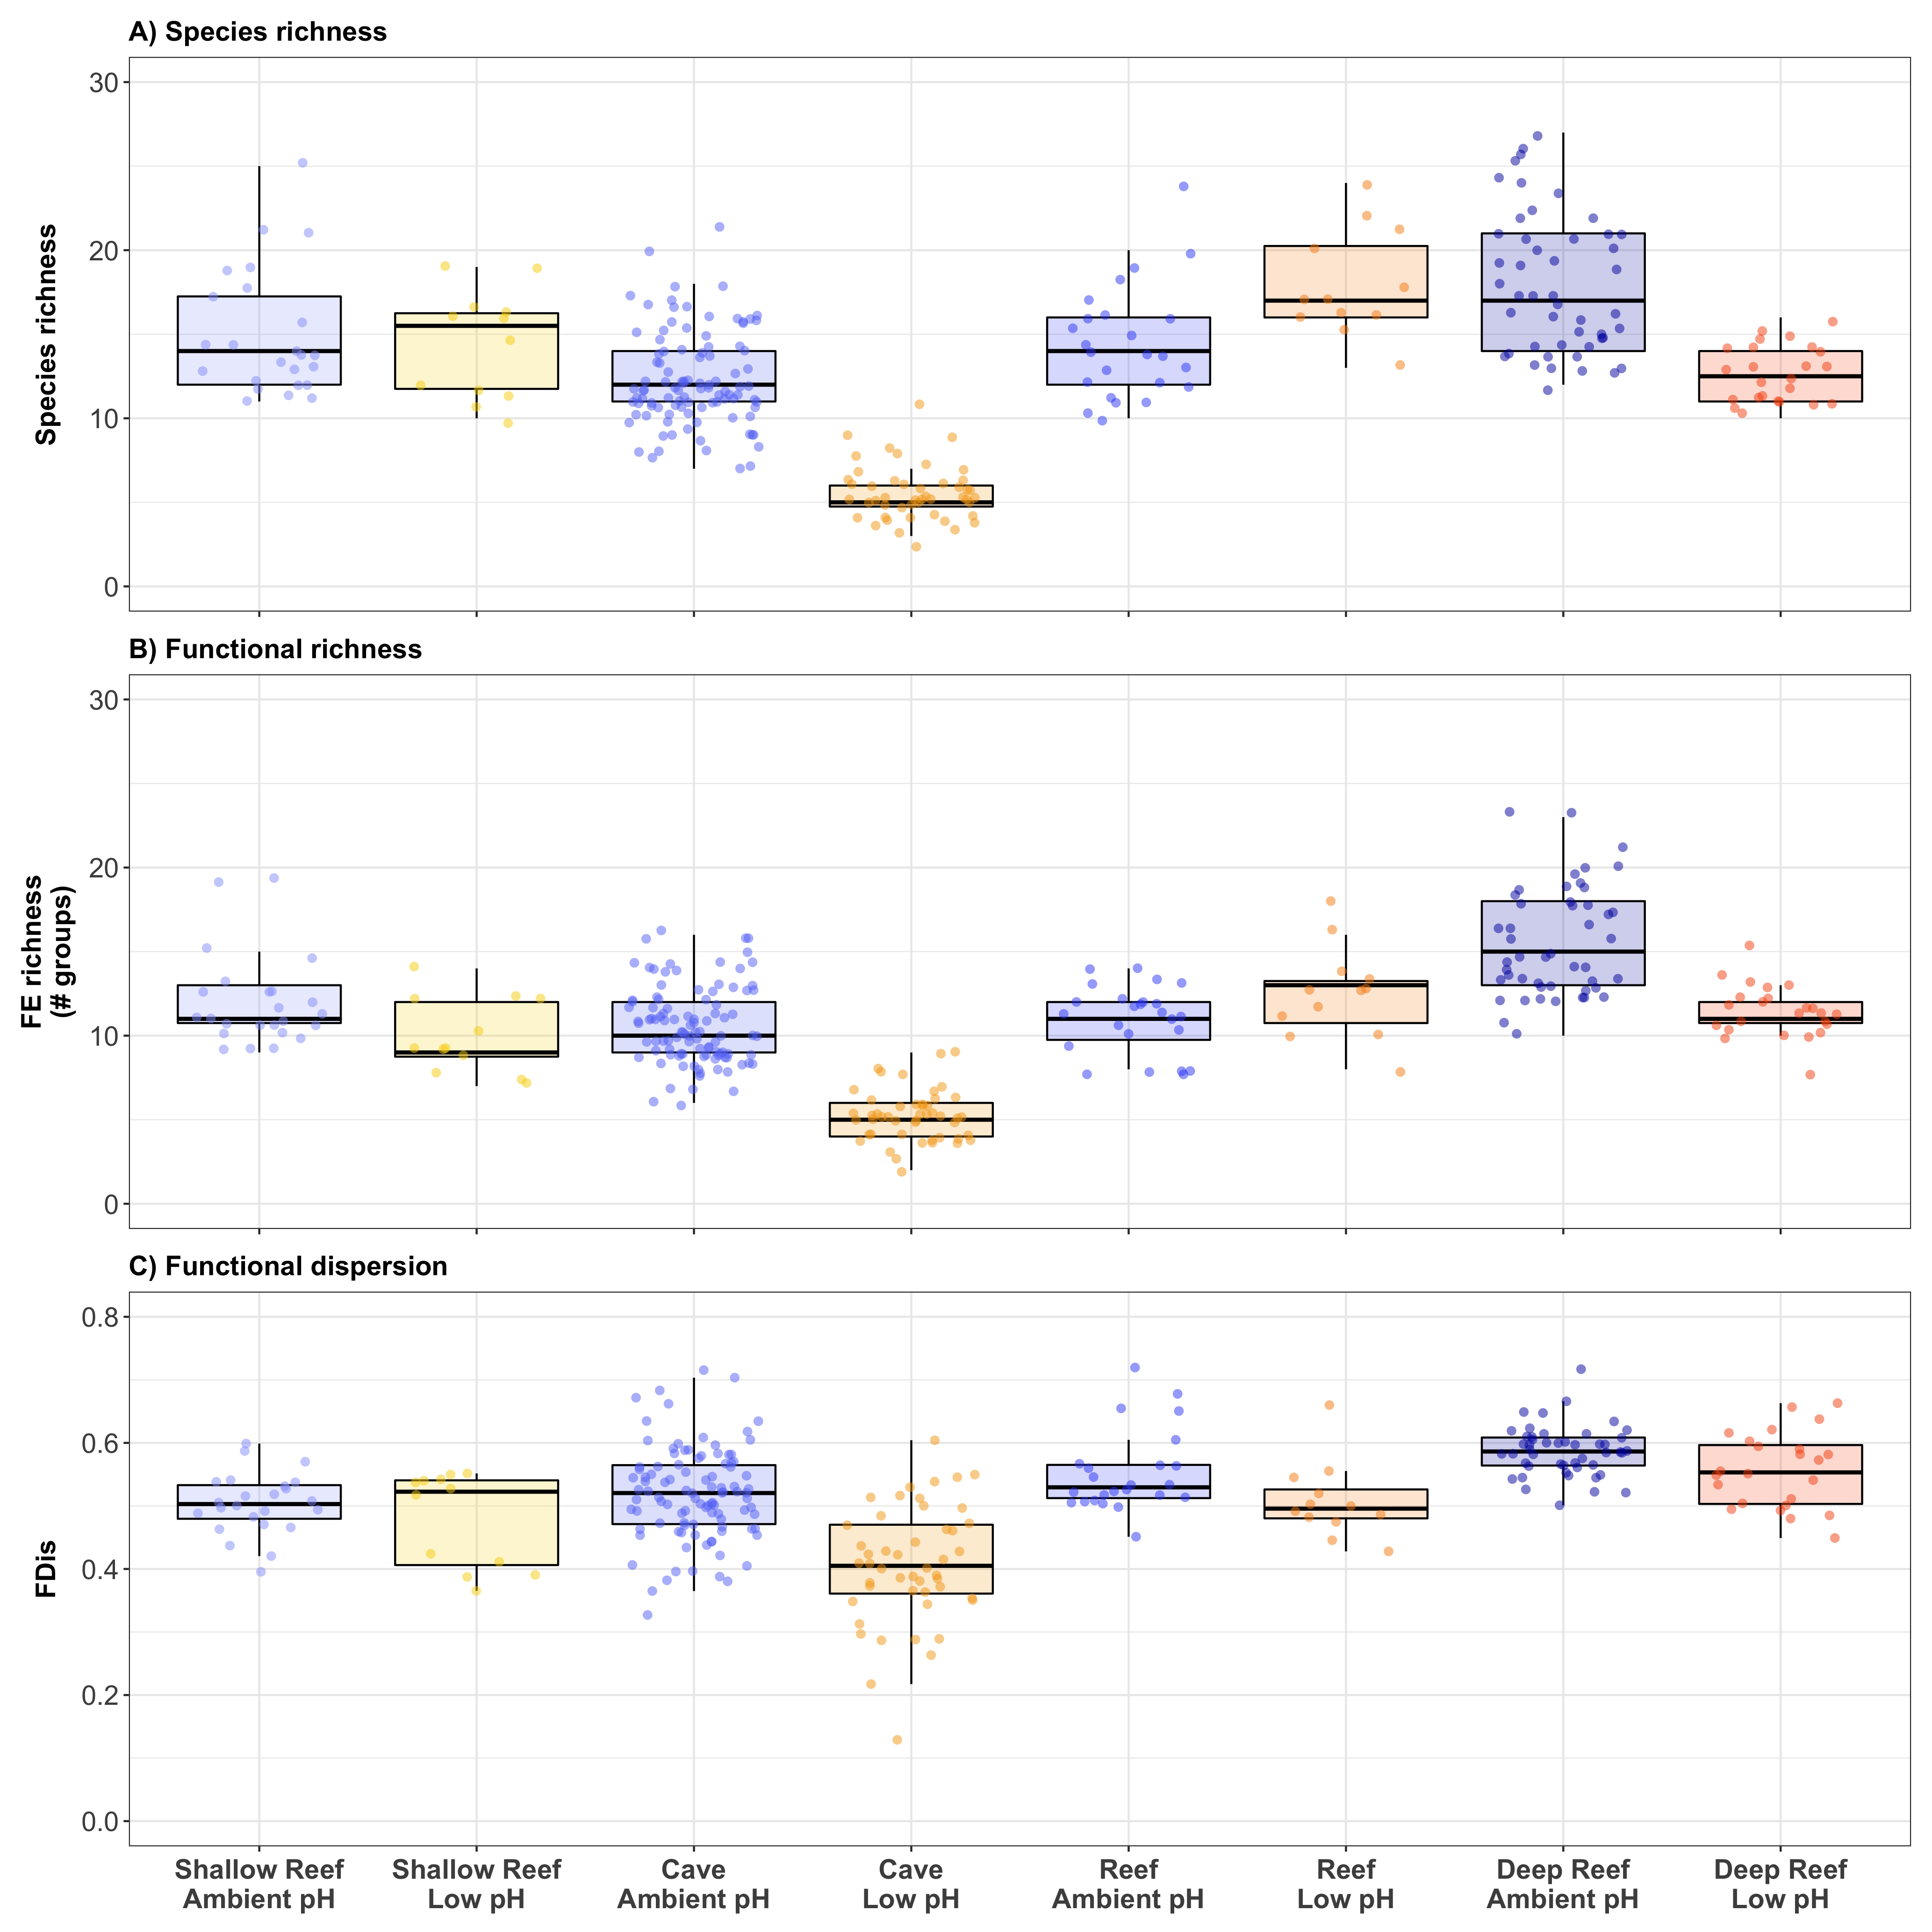 A) Species richness
30
20
10
0
Species richness
B) Functional richness
30
20
10
0
FE richness
(# groups)
C) Functional dispersion
0.8
0.6
0.4
0.2
0.0
FDis
Shallow Reef
Ambient pH
Shallow Reef
Low pH
Cave
Ambient pH
Cave
Low pH
Reef
Ambient pH
Reef
Low pH
Deep Reef
Ambient pH
Deep Reef
Low pH